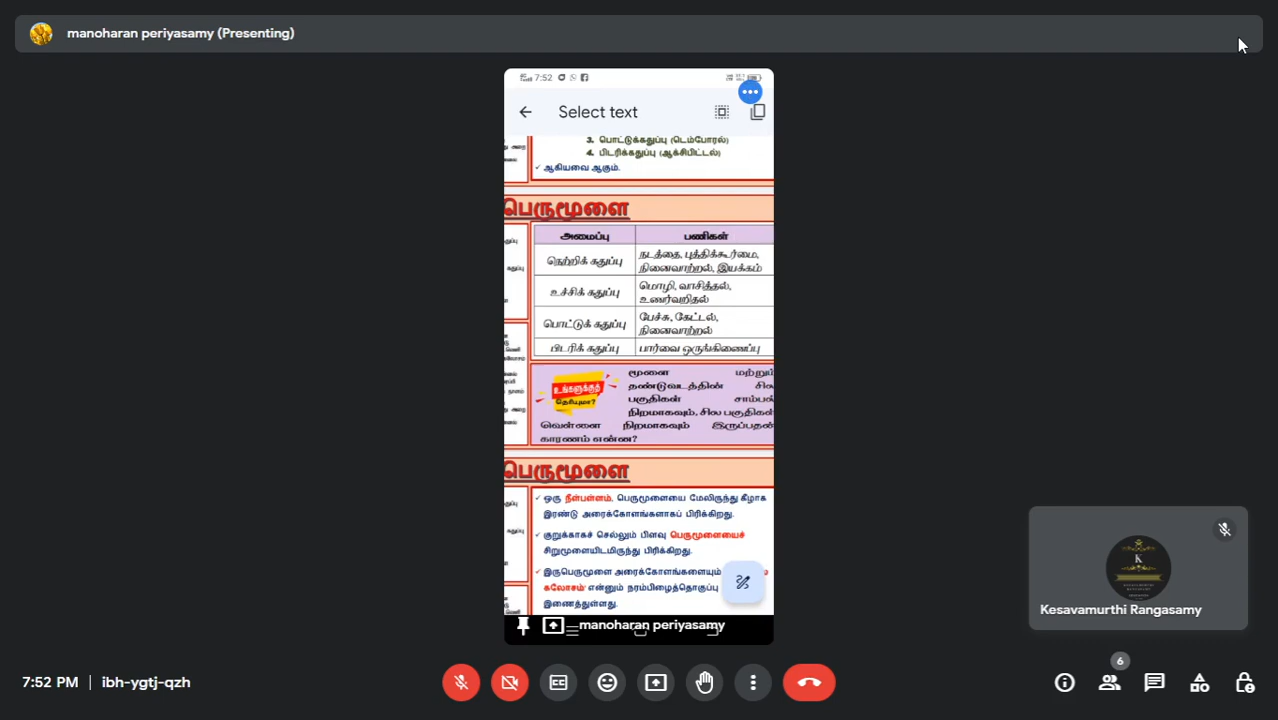 manoharan periyasamy (Presenting)
7:52
Select text
3. பொட்டுக்கதுப்பு (டெம்போரல்)
4. பிடரிக்கதுப்பு (ஆக்சிபிட்டல்)
✓ ஆகியவை ஆகும்.
பெருமூளை
அமைப்பு பணிகள்
நெற்றிக் கதுப்பு நடத்தை, புத்திக்கூர்மை,
நினைவாற்றல், இயக்கம்
உச்சிக் கதுப்பு மொழி, வாசித்தல்,
உணர்வறிதல்
பொட்டுக் கதுப்பு பேச்சு, கேட்டல்,
நினைவாற்றல்
பிடரிக் கதுப்பு பார்வை ஒருங்கிணைப்பு
உங்களுக்குத்
தெரியுமா?
மூளை மற்றும்
தண்டுவடத்தின் சில
பகுதிகள் சாம்பல்
நிறமாகவும், சில பகுதிகள்
வெள்ளை நிறமாகவும் இருப்பதன்
காரணம் என்ன?
பெருமூளை
✓ ஒரு நீள்பள்ளம், பெருமூளையை மேலிருந்து கீழாக
இரண்டு அரைக்கோளங்களாகப் பிரிக்கிறது.
✓ குறுக்காகச் செல்லும் பிளவு பெருமூளையைச்
சிறுமூளையிடமிருந்து பிரிக்கிறது.
✓ இருபெருமூளை அரைக்கோளங்களையும்
கலோசம் என்னும் நரம்பிழைத்தொகுப்பு
இணைத்துள்ளது.
manoharan periyasamy
K
Kesavamurthi Rangasamy
6
7:52 PM | ibh-ygtj-qzh